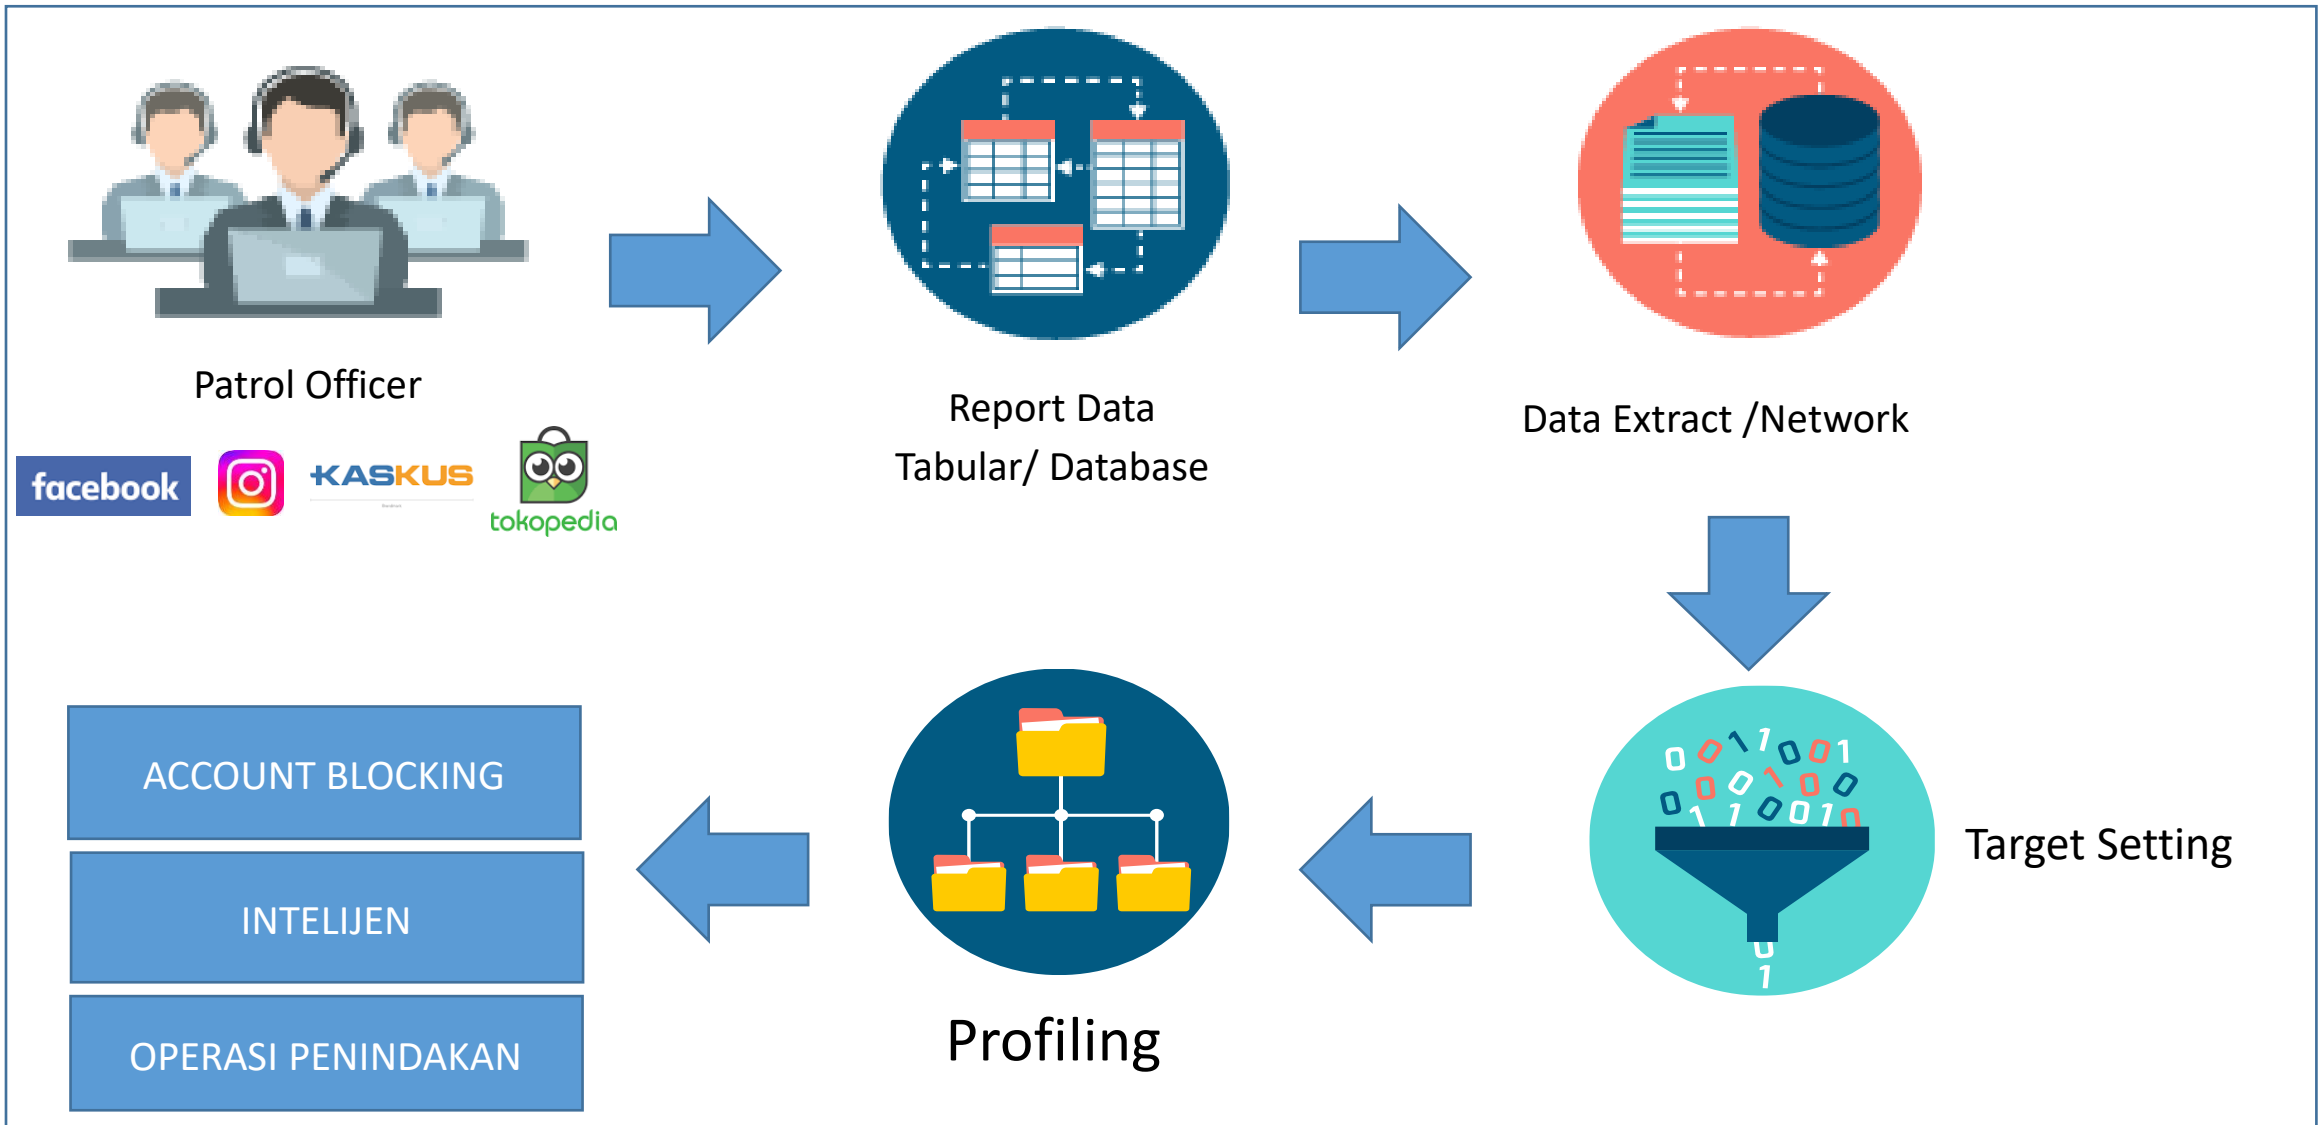 Patrol Officer
facebook
KASKUS
tokopedia
Report Data
Tabular/ Database
Data Extract /Network
Target Setting
Profiling
ACCOUNT BLOCKING
INTELIJEN
OPERASI PENINDAKAN